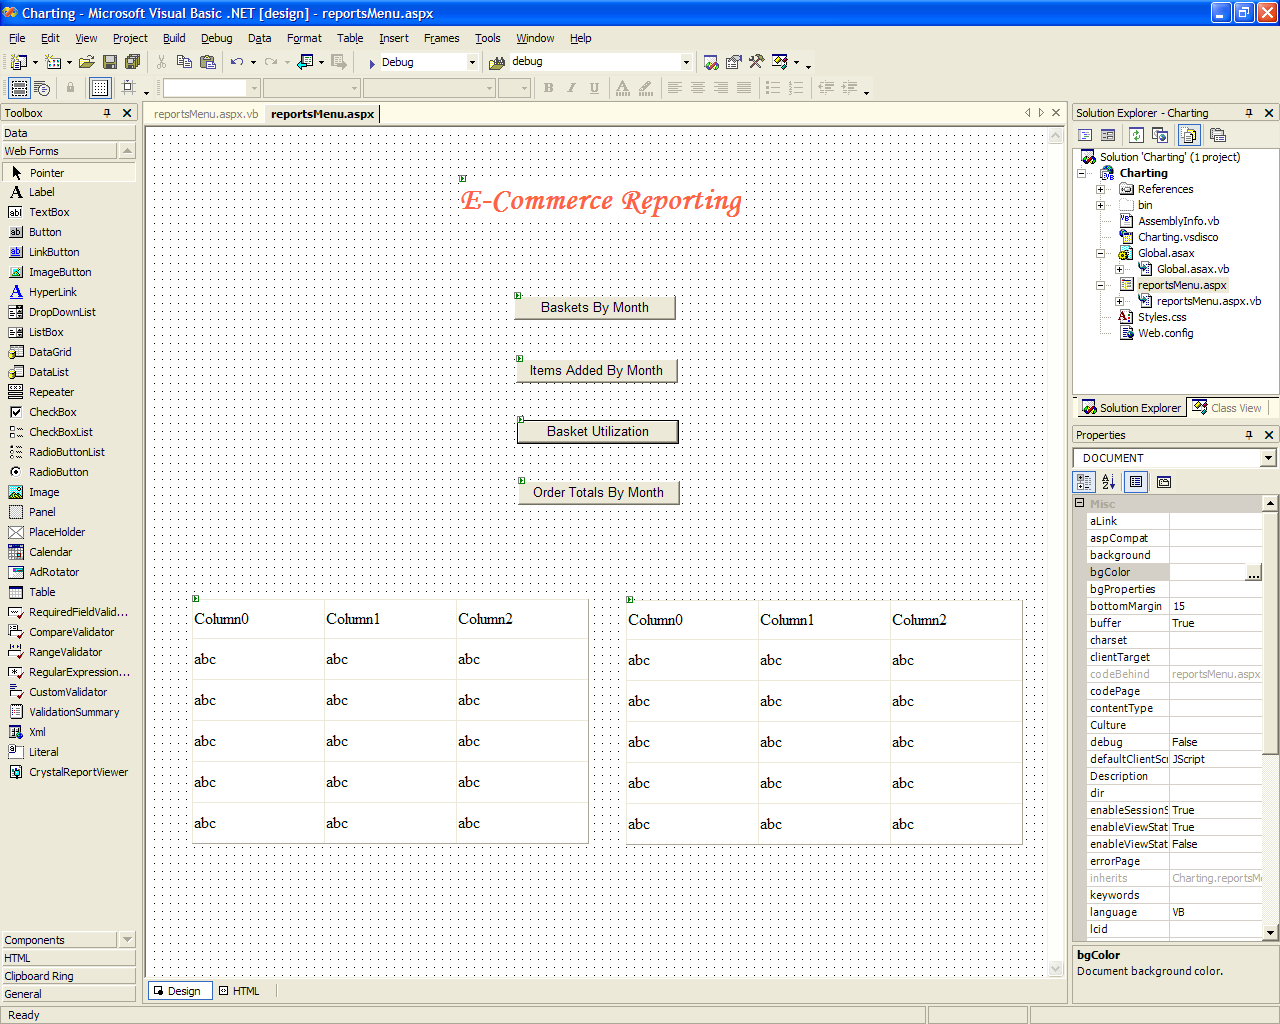 Charting - Microsoft Visual Basic .NET [design] - reportsMenu.aspx
File Edit View Project Build Debug Data Format Table Insert Frames Tools Window Help
Debug debug
Toolbox
Data
Web Forms
Pointer
Label
TextBox
Button
LinkButton
ImageButton
HyperLink
DropDownList
ListBox
DataGrid
DataList
Repeater
CheckBox
CheckBoxList
RadioButtonList
RadioButton
Image
Panel
PlaceHolder
Calendar
AdRotator
Table
RequiredFieldValid...
CompareValidator
RangeValidator
RegularExpression...
CustomValidator
ValidationSummary
Xml
Literal
CrystalReportViewer
Components
HTML
Clipboard Ring
General
reportsMenu.aspx.vb reportsMenu.aspx
E-Commerce Reporting
Baskets By Month
Items Added By Month
Basket Utilization
Order Totals By Month
Column0 Column1 Column2
abc abc abc
abc abc abc
abc abc abc
abc abc abc
abc abc abc
Column0 Column1 Column2
abc abc abc
abc abc abc
abc abc abc
abc abc abc
abc abc abc
Design HTML
Solution Explorer - Charting
Solution 'Charting' (1 project)
Charting
References
bin
AssemblyInfo.vb
Charting.vsdisco
Global.asax
Global.asax.vb
reportsMenu.aspx
reportsMenu.aspx.vb
Styles.css
Web.config
Solution Explorer Class View
Properties
DOCUMENT
Misc
aLink
aspCompat
background
bgColor
bgProperties
bottomMargin 15
buffer True
charset
clientTarget
codeBehind reportsMenu.aspx
codePage
contentType
Culture
debug False
defaultClientSc JScript
Description
dir
enableSessionS True
enableViewStat True
enableViewStat False
errorPage
inherits Charting.reportsM
keywords
language VB
lcid
bgColor
Document background color.
Ready